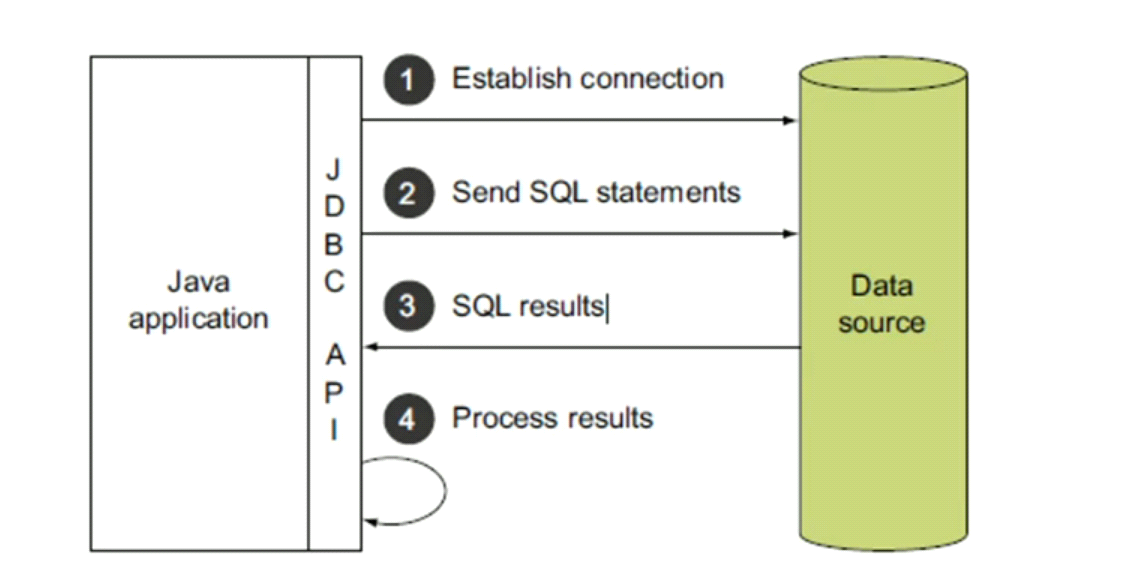 1 Establish connection
2 Send SQL statements
3 SQL results|
4 Process results
Java
application
J
D
B
C
A
P
I
Data
source